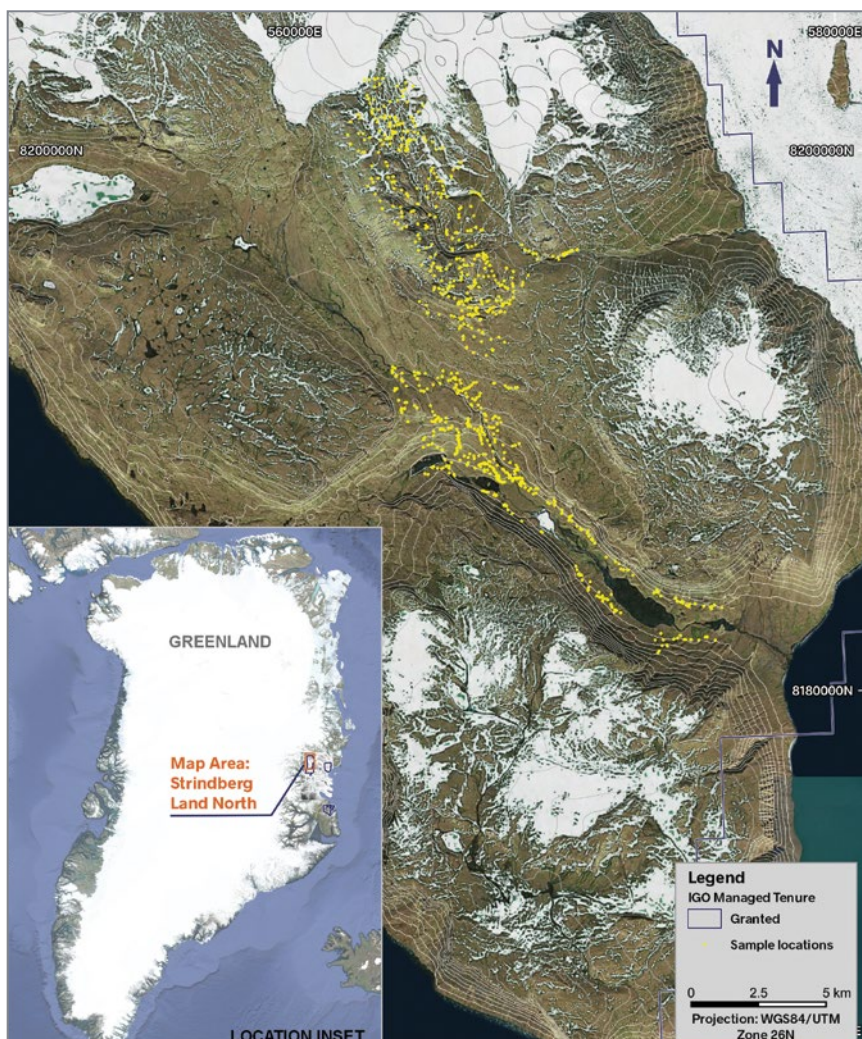 560000E
580000E
N
8200000N
8200000N
GREENLAND
Map Area:
Strindberg
Land North
8180000N
Legend
IGO Managed Tenure
Granted
Sample locations
0 2.5 5 km
Projection: WGS84/UTM
Zone 26N
LOCATION INSET